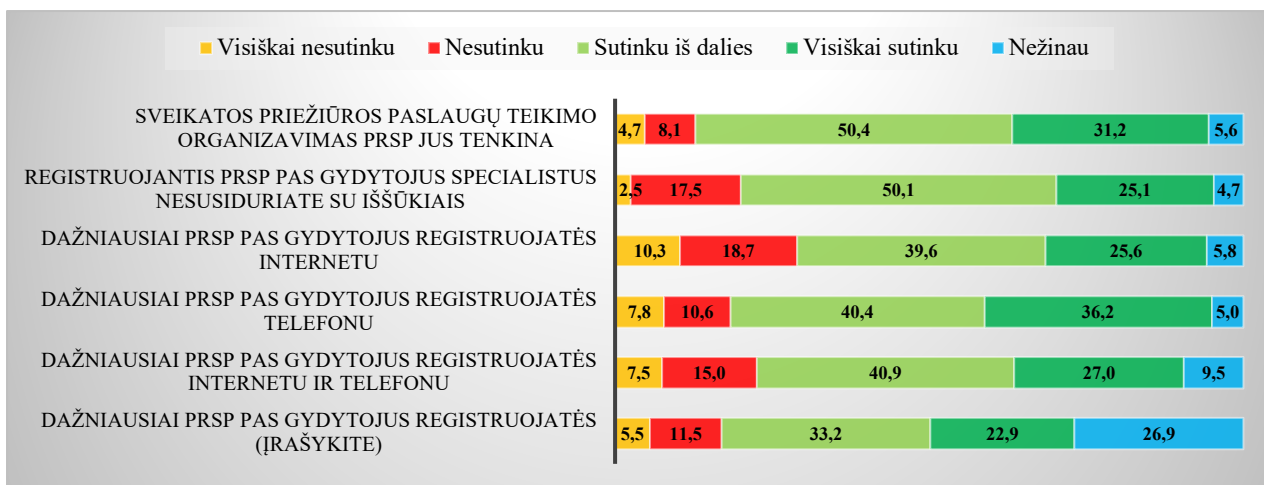 Visiškai nesutinku Nesutinku Sutinku iš dalies Visiškai sutinku Nežinau
SVEIKATOS PRIEŽIŪROS PASLAUGŲ TEIKIMO
ORGANIZAVIMAS PRSP JUS TENKINA
4,7 8,1 50,4 31,2 5,6
REGISTRUOJANTIS PRSP PAS GYDYTOJUS SPECIALISTUS
NESUSIDURIATE SU IŠŠŪKIAIS
2,5 17,5 50,1 25,1 4,7
DAŽNIAUSIAI PRSP PAS GYDYTOJUS REGISTRUOJATĖS
INTERNETU
10,3 18,7 39,6 25,6 5,8
DAŽNIAUSIAI PRSP PAS GYDYTOJUS REGISTRUOJATĖS
TELEFONU
7,8 10,6 40,4 36,2 5,0
DAŽNIAUSIAI PRSP PAS GYDYTOJUS REGISTRUOJATĖS
INTERNETU IR TELEFONU
7,5 15,0 40,9 27,0 9,5
DAŽNIAUSIAI PRSP PAS GYDYTOJUS REGISTRUOJATĖS
(ĮRAŠYKITE)
5,5 11,5 33,2 22,9 26,9